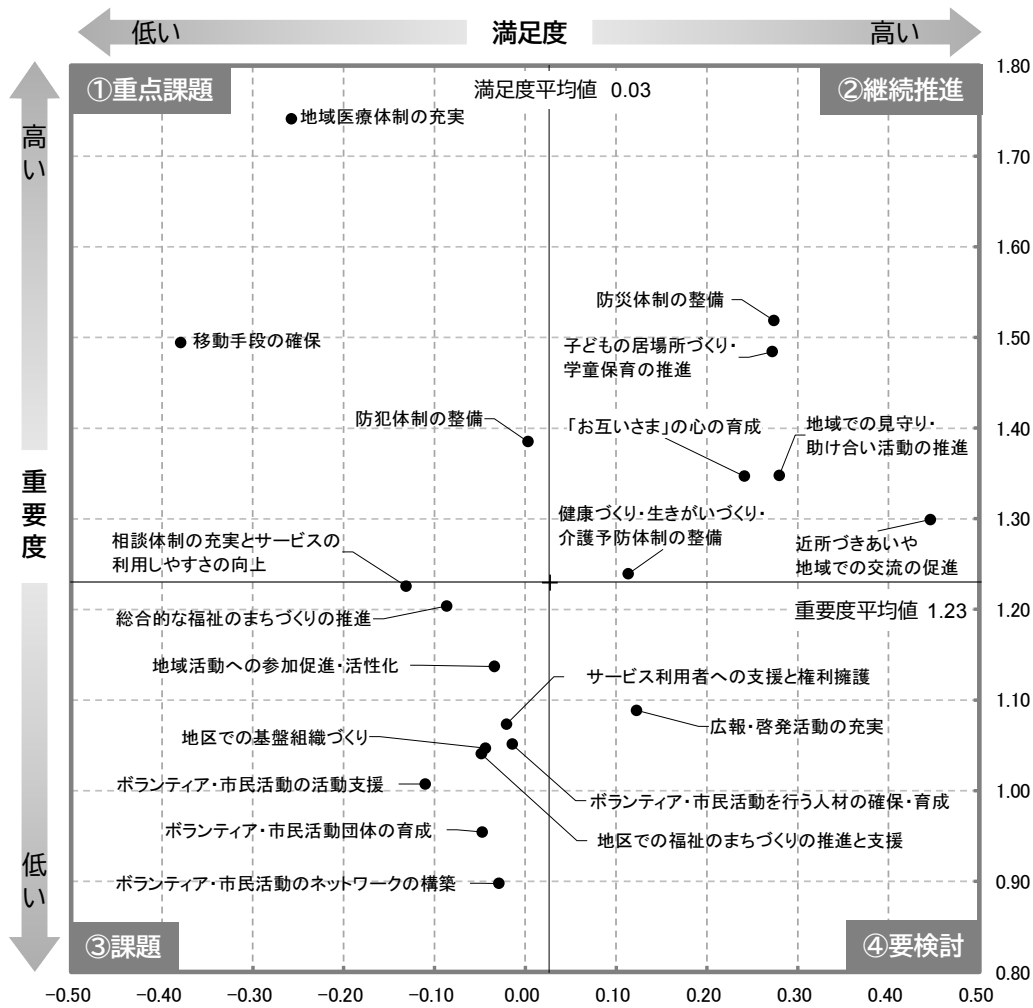 低い
満足度
高い
①重点課題
満足度平均値 0.03
②継続推進
高い
重要度
低い
地域医療体制の充実
移動手段の確保
防災体制の整備
子どもの居場所づくり・
学童保育の推進
防犯体制の整備
「お互いさま」の心の育成
地域での見守り・
助け合い活動の推進
健康づくり・生きがいづくり・
介護予防体制の整備
近所づきあいや
地域での交流の促進
相談体制の充実とサービスの
利用しやすさの向上
重要度平均値 1.23
総合的な福祉のまちづくりの推進
地域活動への参加促進・活性化
サービス利用者への支援と権利擁護
広報・啓発活動の充実
地区での基盤組織づくり
ボランティア・市民活動の活動支援
ボランティア・市民活動を行う人材の確保・育成
ボランティア・市民活動団体の育成
地区での福祉のまちづくりの推進と支援
ボランティア・市民活動のネットワークの構築
③課題
④要検討
1.80
1.70
1.60
1.50
1.40
1.30
1.20
1.10
1.00
0.90
0.80
-0.50
-0.40
-0.30
-0.20
-0.10
0.00
0.10
0.20
0.30
0.40
0.50